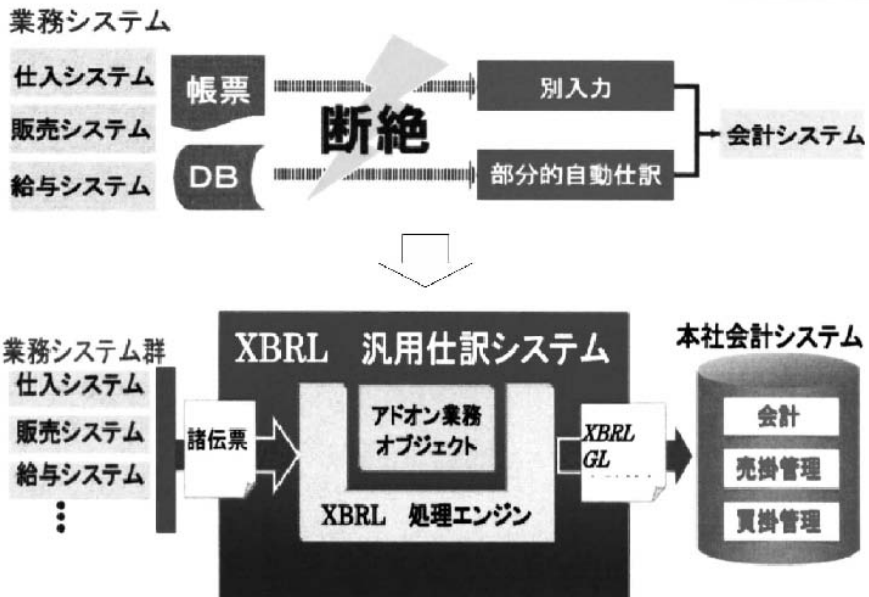 業務システム
仕入システム
販売システム
給与システム
帳票
DB
断絶
別入力
部分的自動仕訳
会計システム
業務システム群
仕入システム
販売システム
給与システム
諸伝票
XBRL 汎用仕訳システム
アドオン業務
オブジェクト
XBRL 処理エンジン
XBRL
GL
本社会計システム
会計
売掛管理
買掛管理